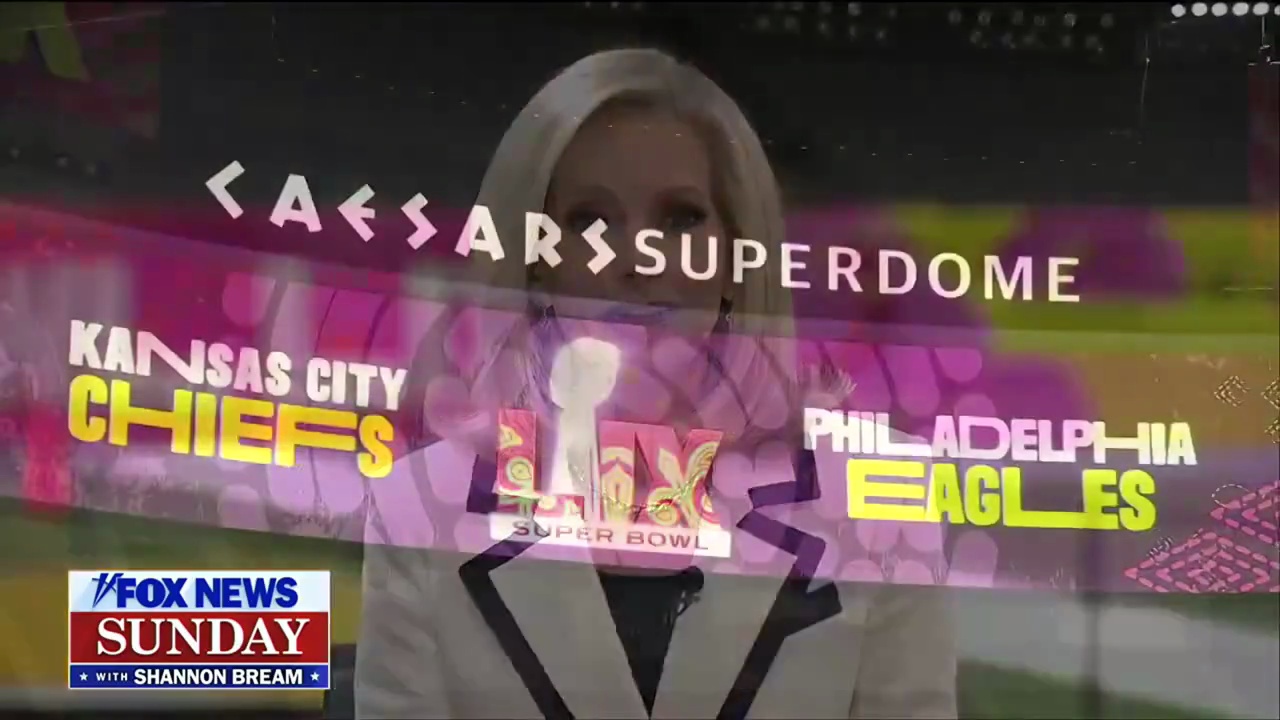 CAESARS SUPERDOME
KANSAS CITY
CHIEFS
PHILADELPHIA
EAGLES
LIX
SUPER BOWL
FOX NEWS
SUNDAY
WITH SHANNON BREAM